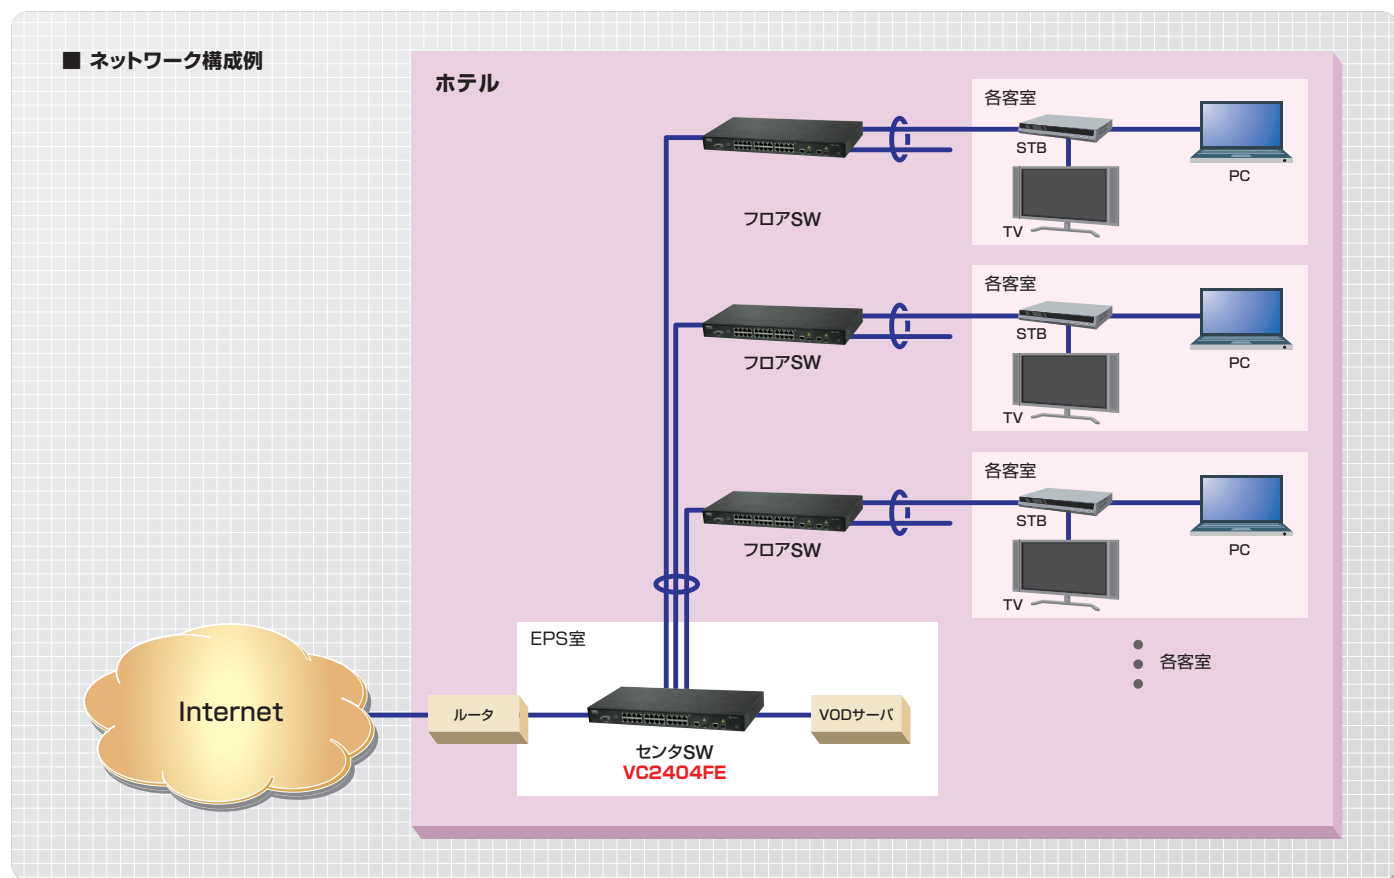 ■ ネットワーク構成例
ホテル
各客室
STB
PC
TV
フロアSW
各客室
STB
PC
TV
フロアSW
各客室
STB
PC
TV
フロアSW
各客室
EPS室
Internet
ルータ
VODサーバ
センタSW
VC2404FE